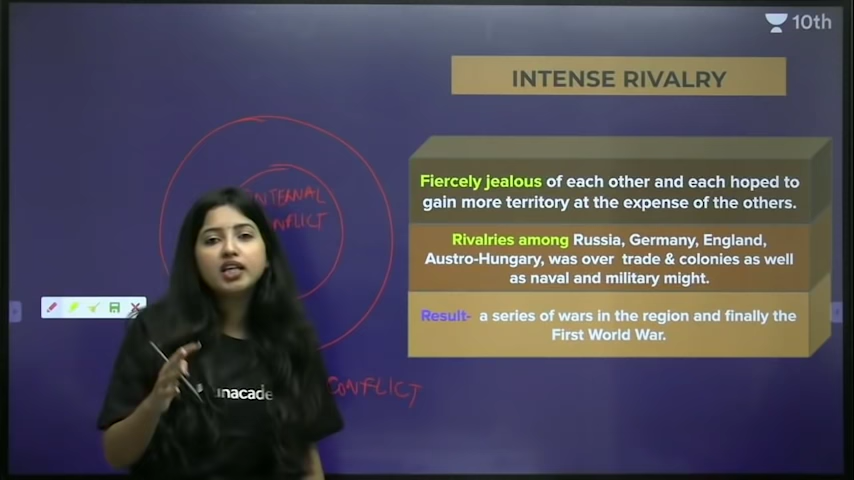 10th
INTENSE RIVALRY
Fiercely jealous of each other and each hoped to
gain more territory at the expense of the others.
Rivalries among Russia, Germany, England,
Austro-Hungary, was over trade & colonies as well
as naval and military might.
Result- a series of wars in the region and finally the
First World War.
INTERNAL
CONFLICT
unacade